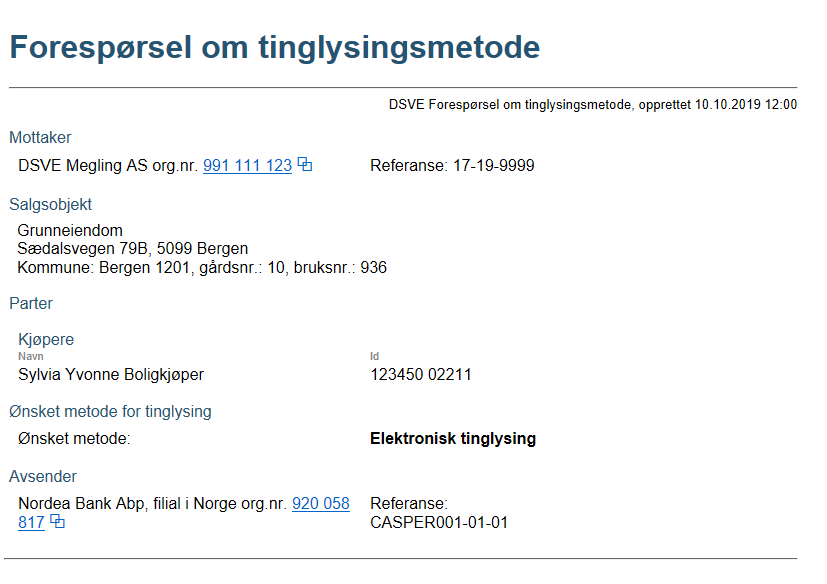 Forespørsel om tinglysingsmetode
DSVE Forespørsel om tinglysingsmetode, opprettet 10.10.2019 12:00
Mottaker
DSVE Megling AS org.nr. 991 111 123 Referanse: 17-19-9999
Salgsobjekt
Grunneiendom
Sædalsvegen 79B, 5099 Bergen
Kommune: Bergen 1201, gårdsnr.: 10, bruksnr.: 936
Parter
Kjøpere
Navn Id
Sylvia Yvonne Boligkjøper 123450 02211
Ønsket metode for tinglysing
Ønsket metode: Elektronisk tinglysing
Avsender
Nordea Bank Abp, filial i Norge org.nr. 920 058 Referanse:
817 CASPER001-01-01